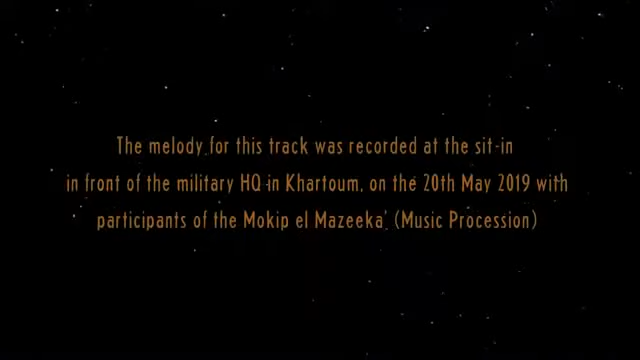 The melody for this track was recorded at the sit-in
in front of the military HQ in Khartoum, on the 20th May 2019 with
participants of the Mokip el Mazeeka' (Music Procession)